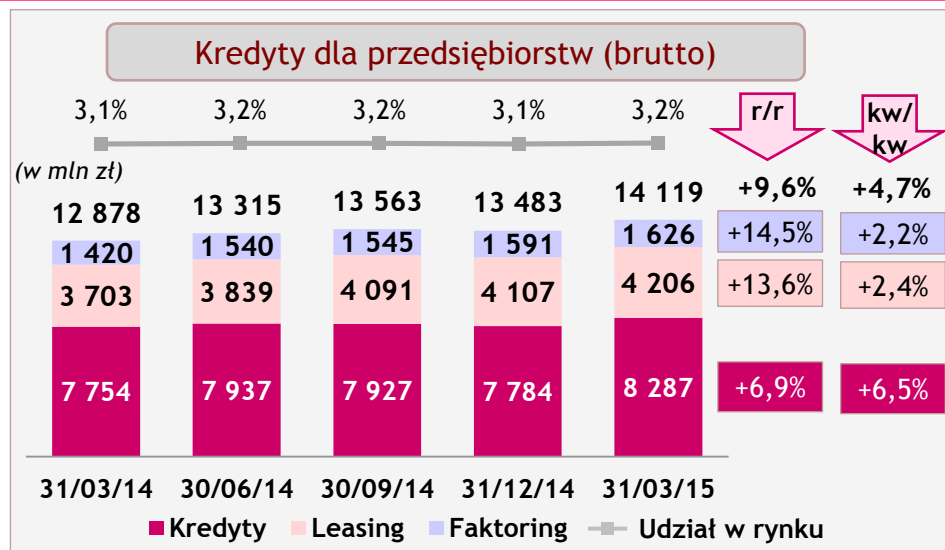 Kredyty dla przedsiębiorstw (brutto)
3,1% 3,2% 3,2% 3,1% 3,2%
r/r
kw/
kw
(w mln zł)
12 878 13 315 13 563 13 483 14 119 +9,6% +4,7%
1 420 1 540 1 545 1 591 1 626 +14,5% +2,2%
3 703 3 839 4 091 4 107 4 206 +13,6% +2,4%
7 754 7 937 7 927 7 784 8 287 +6,9% +6,5%
31/03/14 30/06/14 30/09/14 31/12/14 31/03/15
Kredyty Leasing Faktoring Udział w rynku